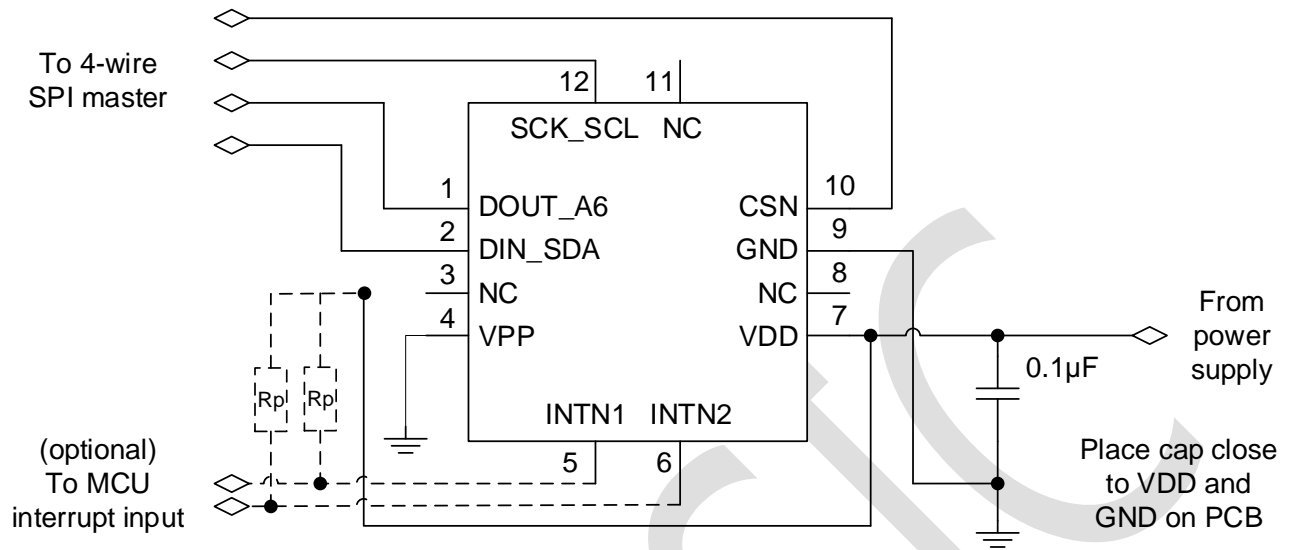 To 4-wire
SPI master
12
11
SCK_SCL
NC
1
DOUT_A6
2
DIN_SDA
3
NC
4
VPP
CSN
10
GND
9
NC
8
VDD
7
INTN1
INTN2
5
6
Rp
Rp
(optional)
To MCU
interrupt input
From
power
supply
0.1µF
Place cap close
to VDD and
GND on PCB